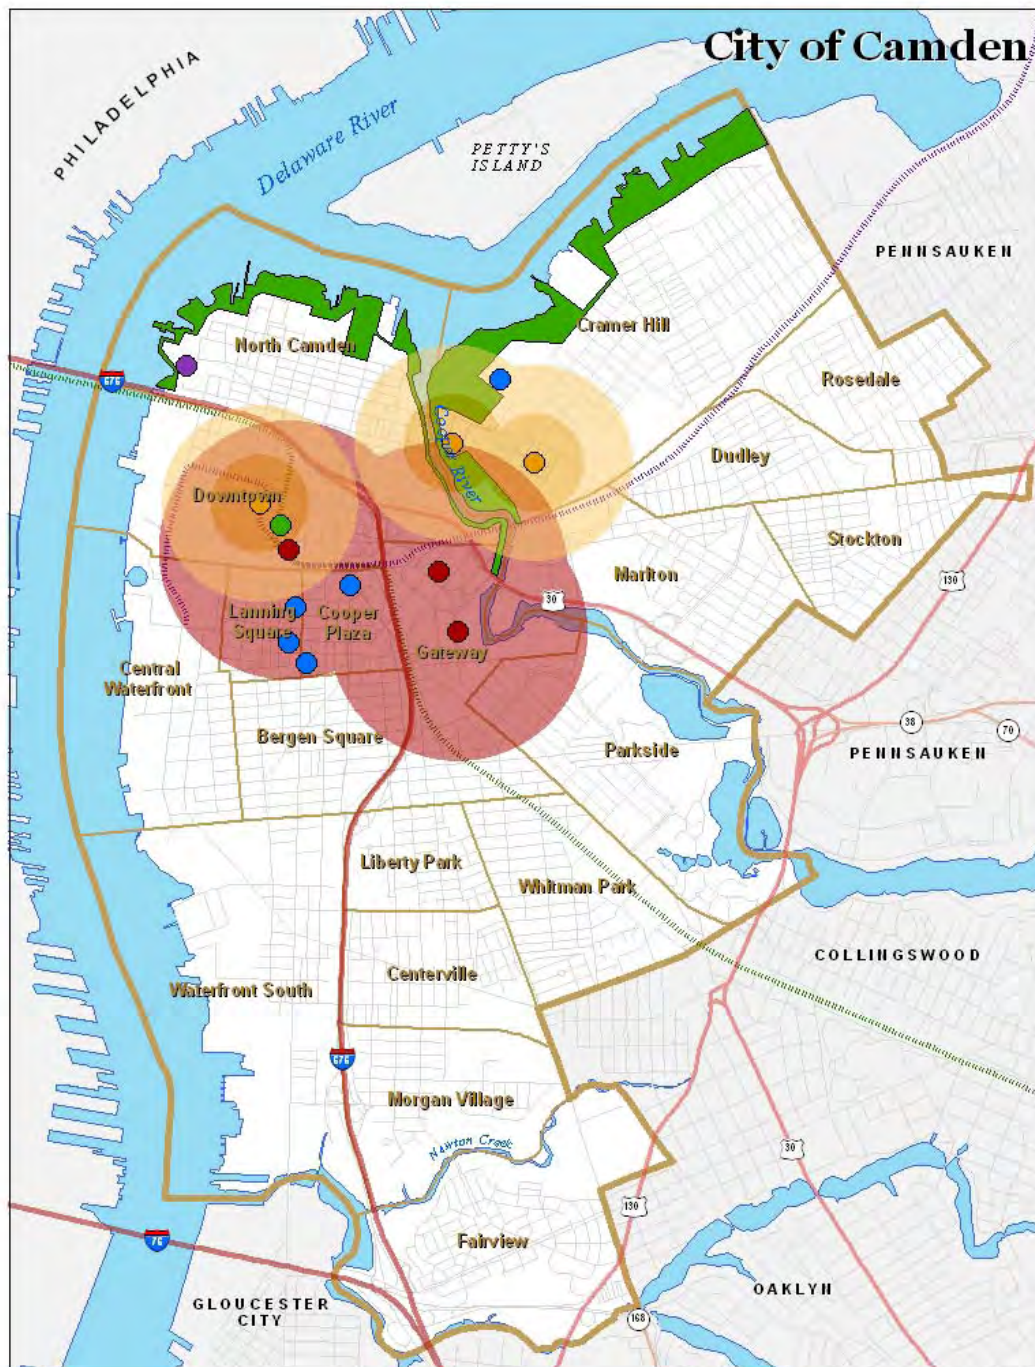 City of Camden
PHILADELPHIA
Delaware River
PETTY'S
ISLAND
PENNSAUKEN
Cramer Hill
North Camden
676
Rosedale
Cooper River
Dudley
Downtown
Stockton
Marlton
130
30
Lanning
Square
Cooper
Plaza
Gateway
Central
Waterfront
Bergen Square
Parkside
38
70
PENNSAUKEN
Liberty Park
Whitman Park
COLLINGSWOOD
Centerville
Waterfront South
676
Morgan Village
Newton Creek
30
130
76
Fairview
OAKLYN
GLOUCESTER
CITY
168